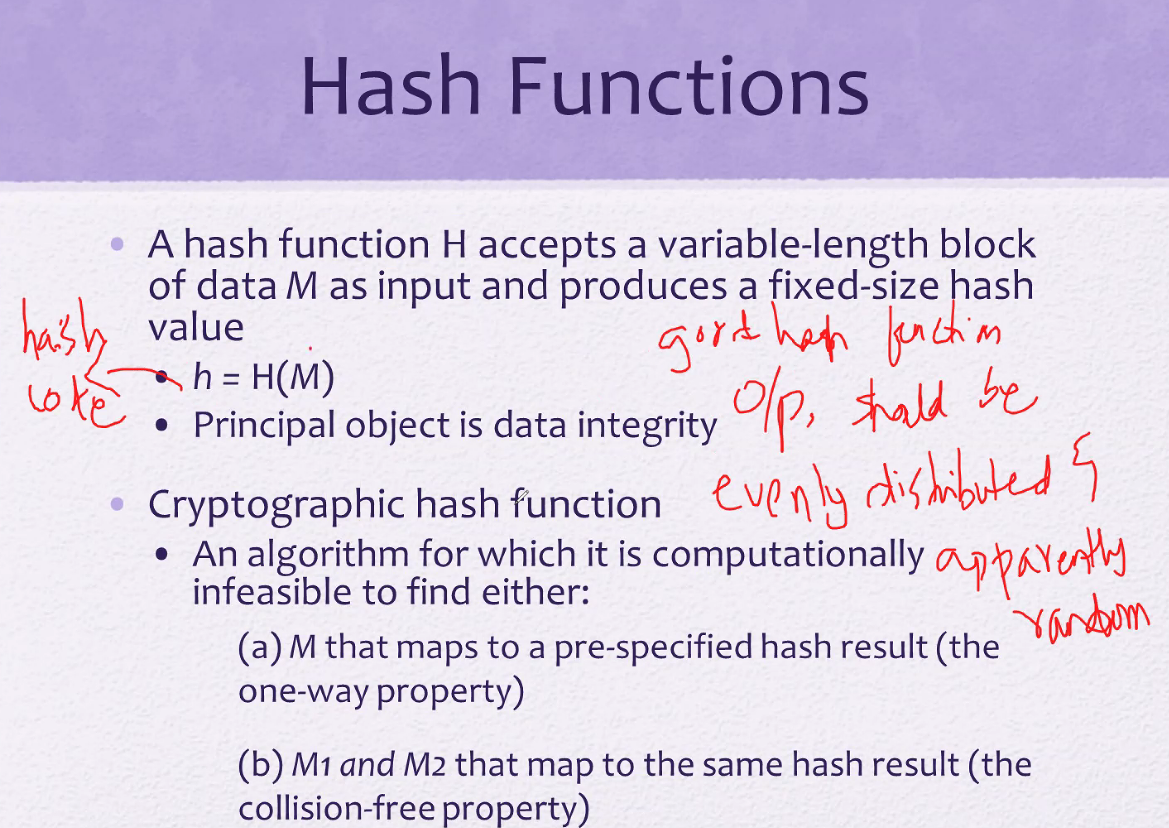 Hash Functions
• A hash function H accepts a variable-length block
of data M as input and produces a fixed-size hash
value
• h = H(M)
• Principal object is data integrity
• Cryptographic hash function
• An algorithm for which it is computationally
infeasible to find either:
(a) M that maps to a pre-specified hash result (the
one-way property)
(b) M1 and M2 that map to the same hash result (the
collision-free property)
hash
good hash function
O/p, should be
evenly distributed &
apparently
random